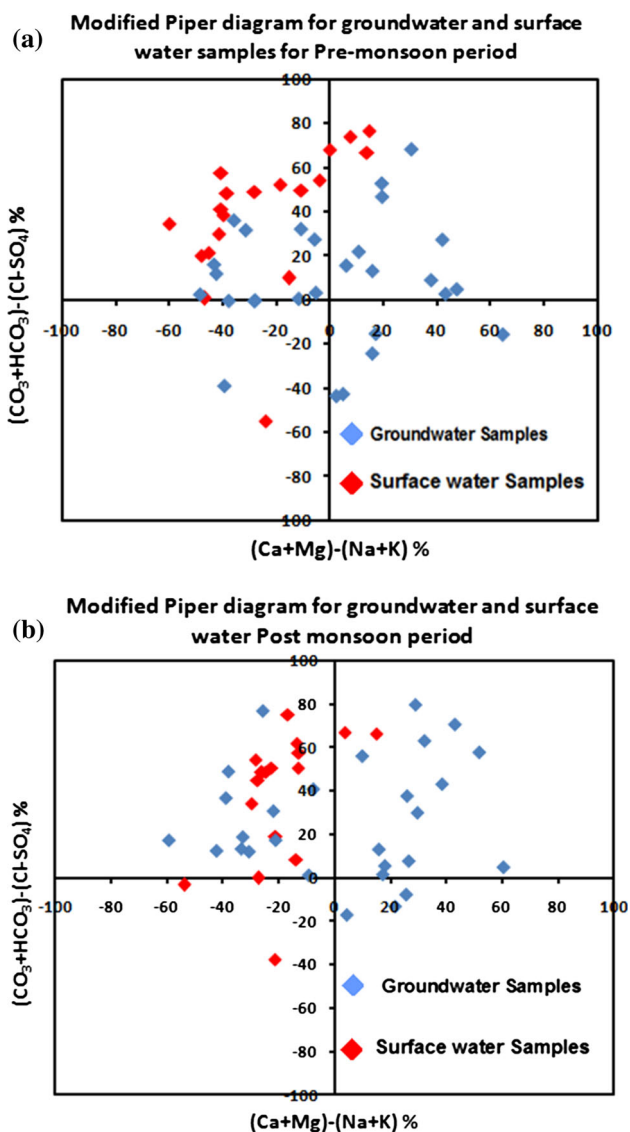 (a)
Modified Piper diagram for groundwater and surface
water samples for Pre-monsoon period
100
80
60
40
20
0
-100 -80 -60 -40 -20 0 20 40 60 80 100
-20
-40
-60
-80
-100
(CO3+HCO3)-(Cl-SO4) %
Groundwater Samples
Surface water Samples
(Ca+Mg)-(Na+K) %
(b)
Modified Piper diagram for groundwater and surface
water Post monsoon period
100
80
60
40
20
0
-100 -80 -60 -40 -20 0 20 40 60 80 100
-20
-40
-60
-80
-100
(CO3+HCO3)-(Cl-SO4) %
Groundwater Samples
Surface water Samples
(Ca+Mg)-(Na+K) %